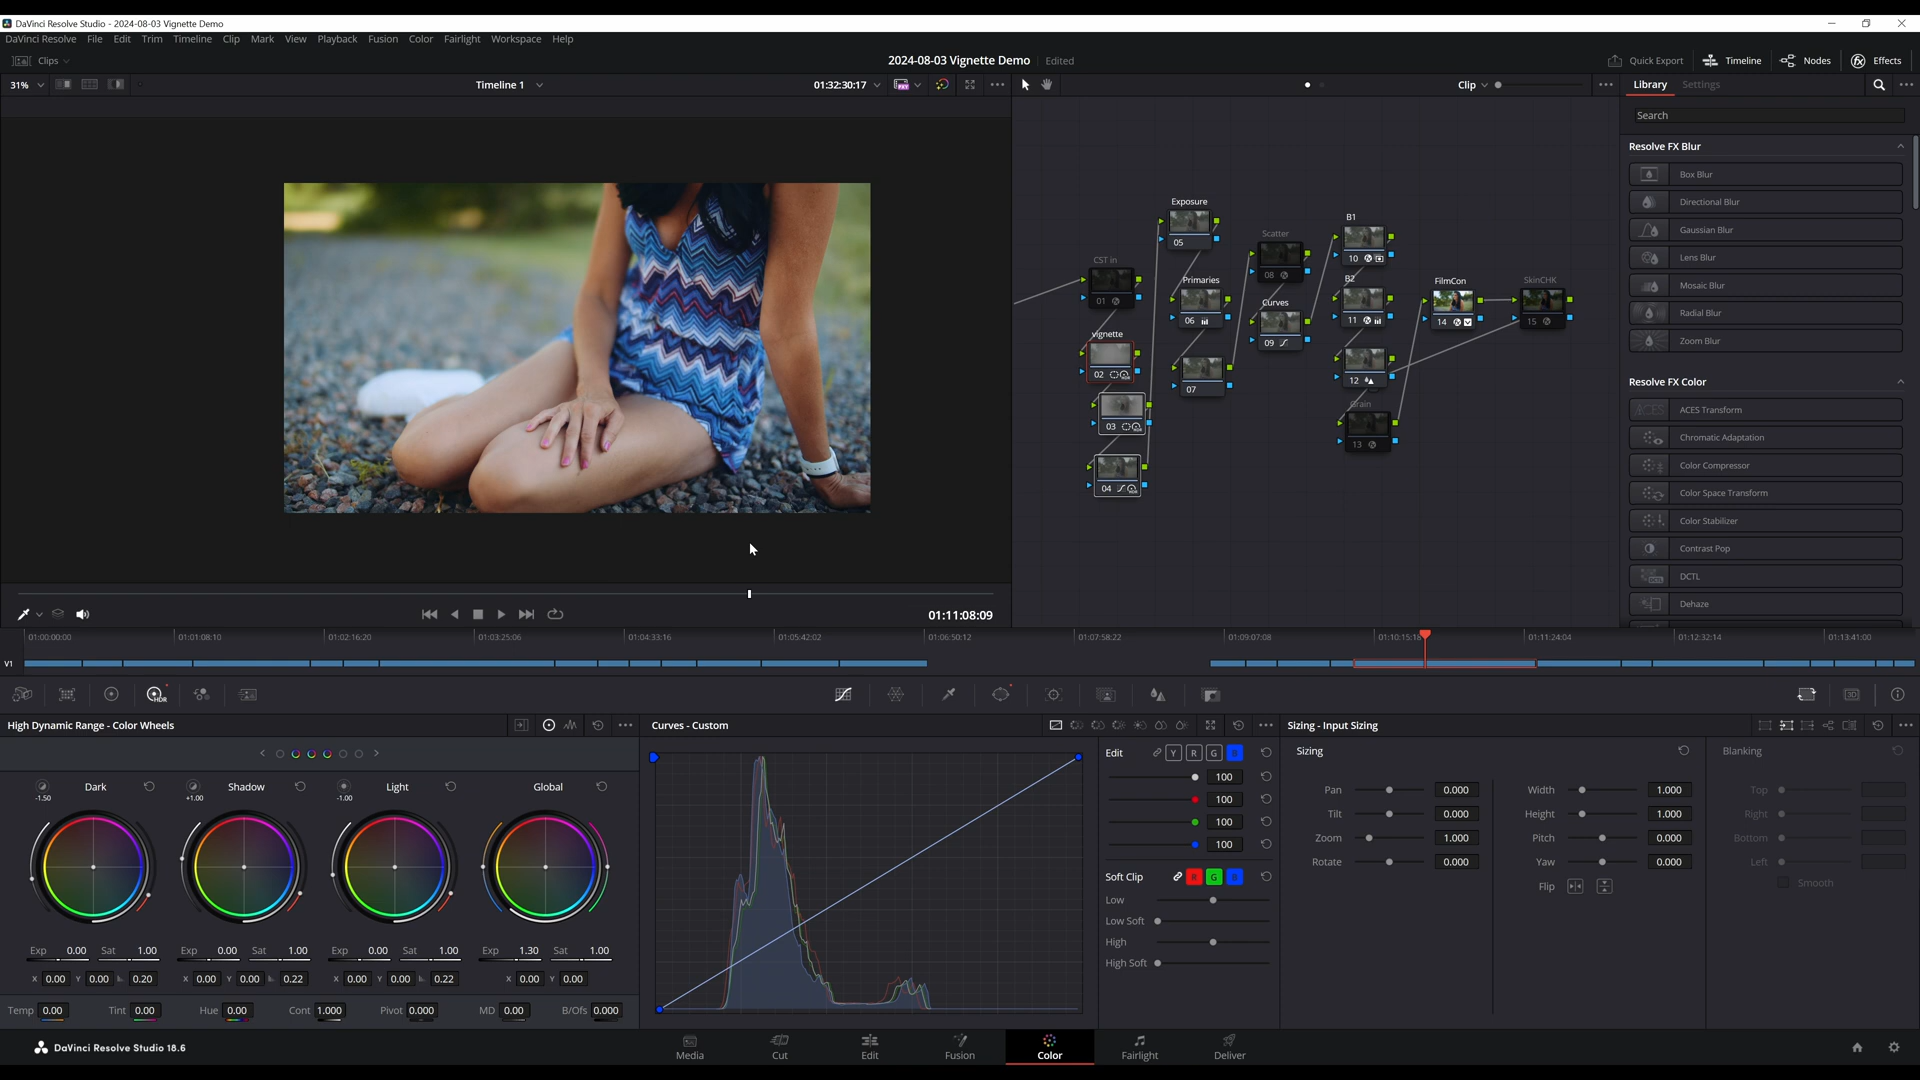 DaVinci Resolve Studio - 2024-08-03 Vignette Demo
DaVinci Resolve File Edit Trim Timeline Clip Mark View Playback Fusion Color Fairlight Workspace Help
Clips 2024-08-03 Vignette Demo Edited Quick Export Timeline Nodes Effects
31% Timeline 1 01:32:30:17 Clip Library Settings
Search
Resolve FX Blur
Box Blur
Directional Blur
Gaussian Blur
Lens Blur
Mosaic Blur
Radial Blur
Zoom Blur
Resolve FX Color
ACES Transform
Chromatic Adaptation
Color Compressor
Color Space Transform
Color Stabilizer
Contrast Pop
DCTL
Dehaze
CST in
01
vignette
02
03
04
Exposure
05
Primaries
06
07
Scatter
08
Curves
09
B1
10
B2
11
12
Grain
13
FilmCon
14
SkinCHK
15
01:11:08:09
01:00:00:00 01:01:08:10 01:02:16:20 01:03:25:06 01:04:33:16 01:05:42:02 01:06:50:12 01:07:58:22 01:09:07:08 01:10:15:18 01:11:24:04 01:12:32:14 01:13:41:00
V1
High Dynamic Range - Color Wheels
Dark Shadow Light Global
-1.50 +1.00 -1.00
Exp 0.00 Sat 1.00 Exp 0.00 Sat 1.00 Exp 0.00 Sat 1.00 Exp 1.30 Sat 1.00
X 0.00 Y 0.00 0.20 X 0.00 Y 0.00 0.22 X 0.00 Y 0.00 0.22 X 0.00 Y 0.00
Temp 0.00 Tint 0.00 Hue 0.00 Cont 1.000 Pivot 0.000 MD 0.00 B/Ofs 0.000
Curves - Custom
Edit Y R G B
100
100
100
100
Soft Clip R G B
Low
Low Soft
High
High Soft
Sizing - Input Sizing
Sizing Blanking
Pan 0.000 Width 1.000 Top
Tilt 0.000 Height 1.000 Right
Zoom 1.000 Pitch 0.000 Bottom
Rotate 0.000 Yaw 0.000 Left
Flip Smooth
DaVinci Resolve Studio 18.6
Media Cut Edit Fusion Color Fairlight Deliver